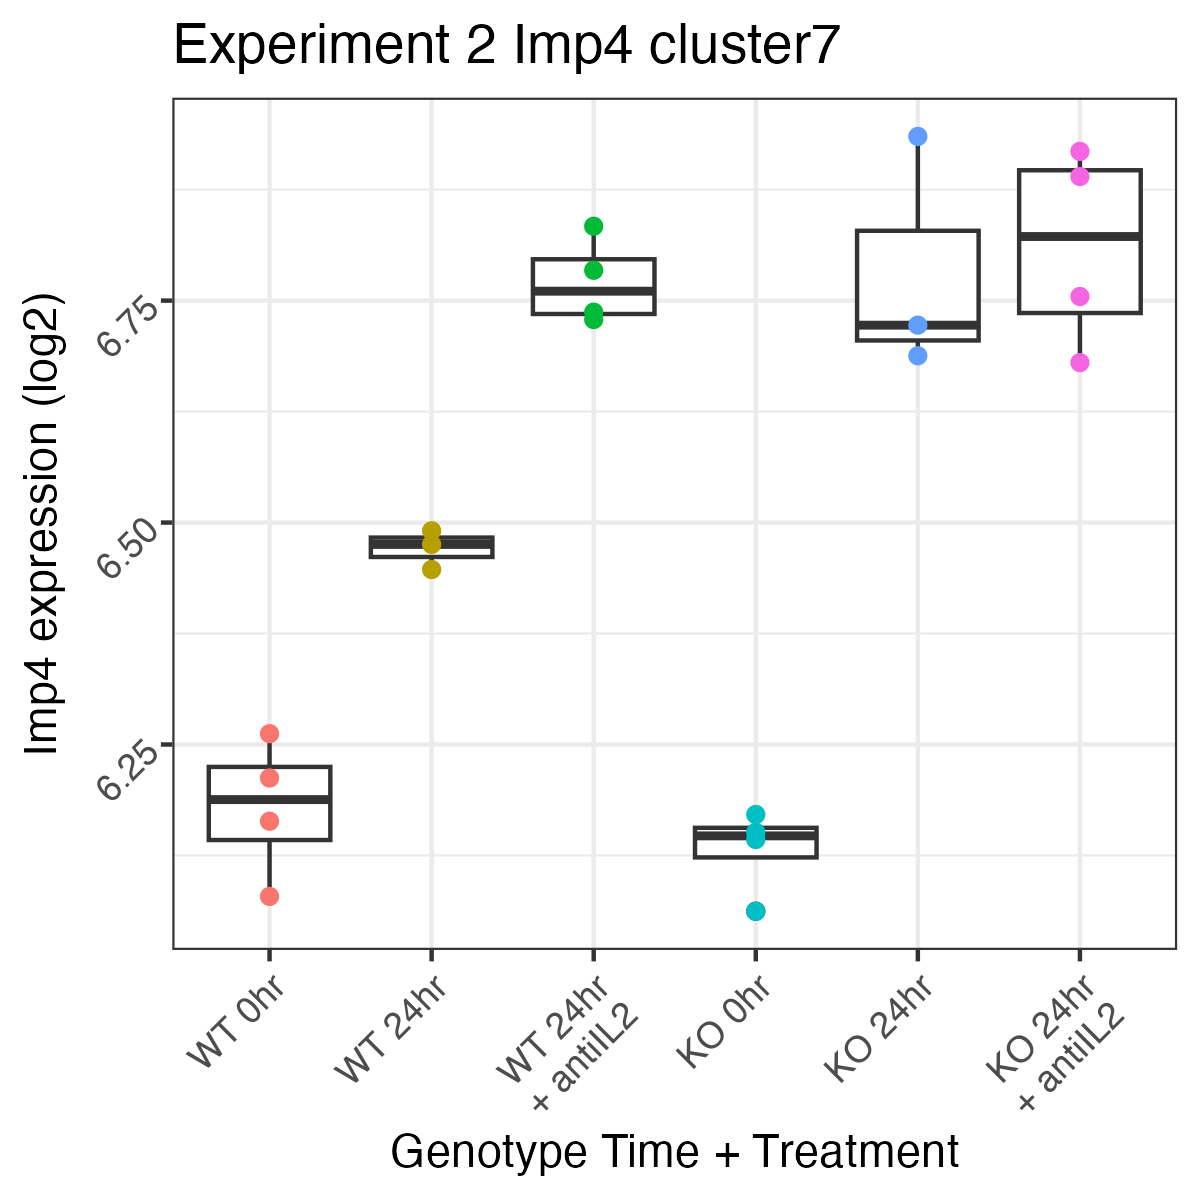 Experiment 2 Imp4 cluster7
Imp4 expression (log2)
6.75
6.50
6.25
WT 0hr
WT 24hr
WT 24hr
+ antiIL2
KO 0hr
KO 24hr
KO 24hr
+ antiIL2
Genotype Time + Treatment